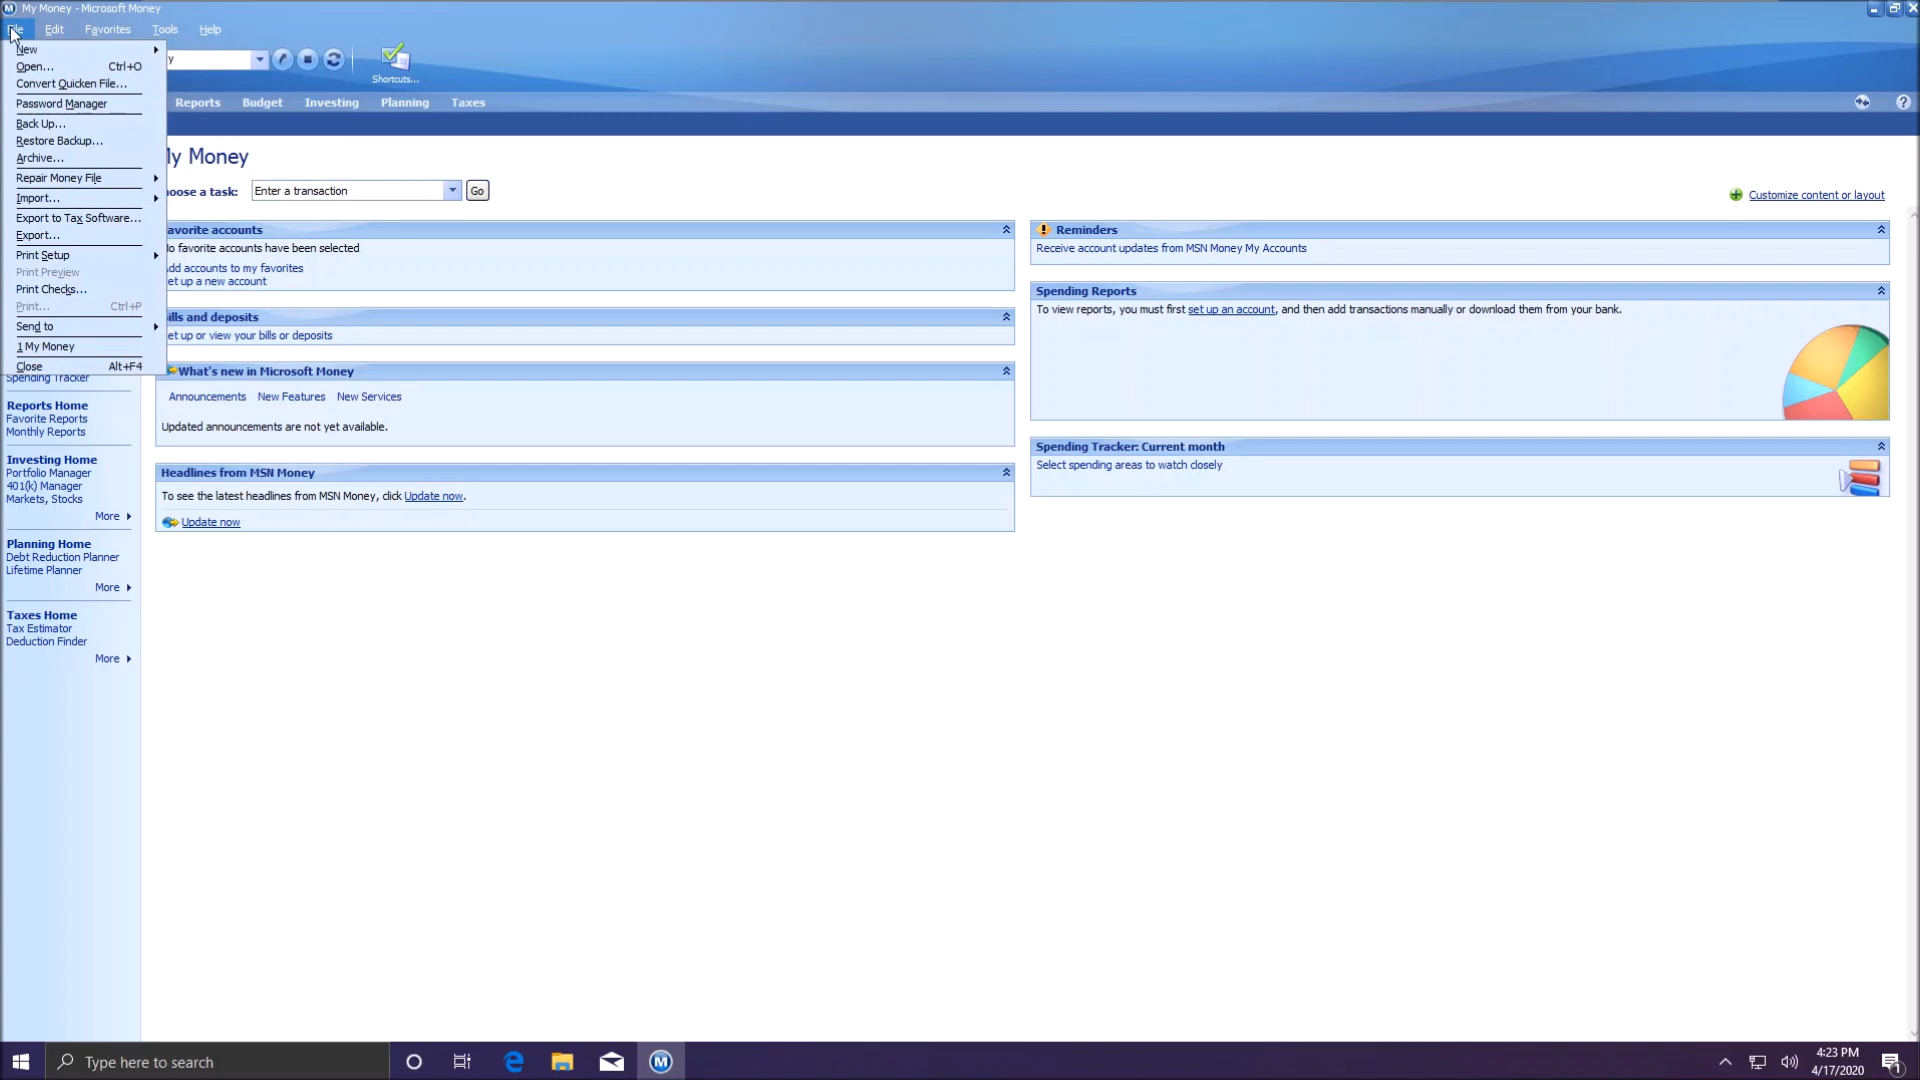 My Money - Microsoft Money
Edit Favorites Tools Help
New
Open... Ctrl+O
Convert Quicken File...
Password Manager
Back Up...
Restore Backup...
Archive...
Repair Money File
Import...
Export to Tax Software...
Export...
Print Setup
Print Preview
Print Checks...
Print... Ctrl+P
Send to
1 My Money
Close Alt+F4
Shortcuts...
Reports Budget Investing Planning Taxes
My Money
oose a task: Enter a transaction Go
Customize content or layout
avorite accounts
o favorite accounts have been selected
dd accounts to my favorites
et up a new account
ills and deposits
et up or view your bills or deposits
What's new in Microsoft Money
Announcements New Features New Services
Updated announcements are not yet available.
Headlines from MSN Money
To see the latest headlines from MSN Money, click Update now.
Update now
Reminders
Receive account updates from MSN Money My Accounts
Spending Reports
To view reports, you must first set up an account, and then add transactions manually or download them from your bank.
Spending Tracker: Current month
Select spending areas to watch closely
Spending Tracker
Reports Home
Favorite Reports
Monthly Reports
Investing Home
Portfolio Manager
401(k) Manager
Markets, Stocks
More
Planning Home
Debt Reduction Planner
Lifetime Planner
More
Taxes Home
Tax Estimator
Deduction Finder
More
Type here to search
4:23 PM
4/17/2020
1